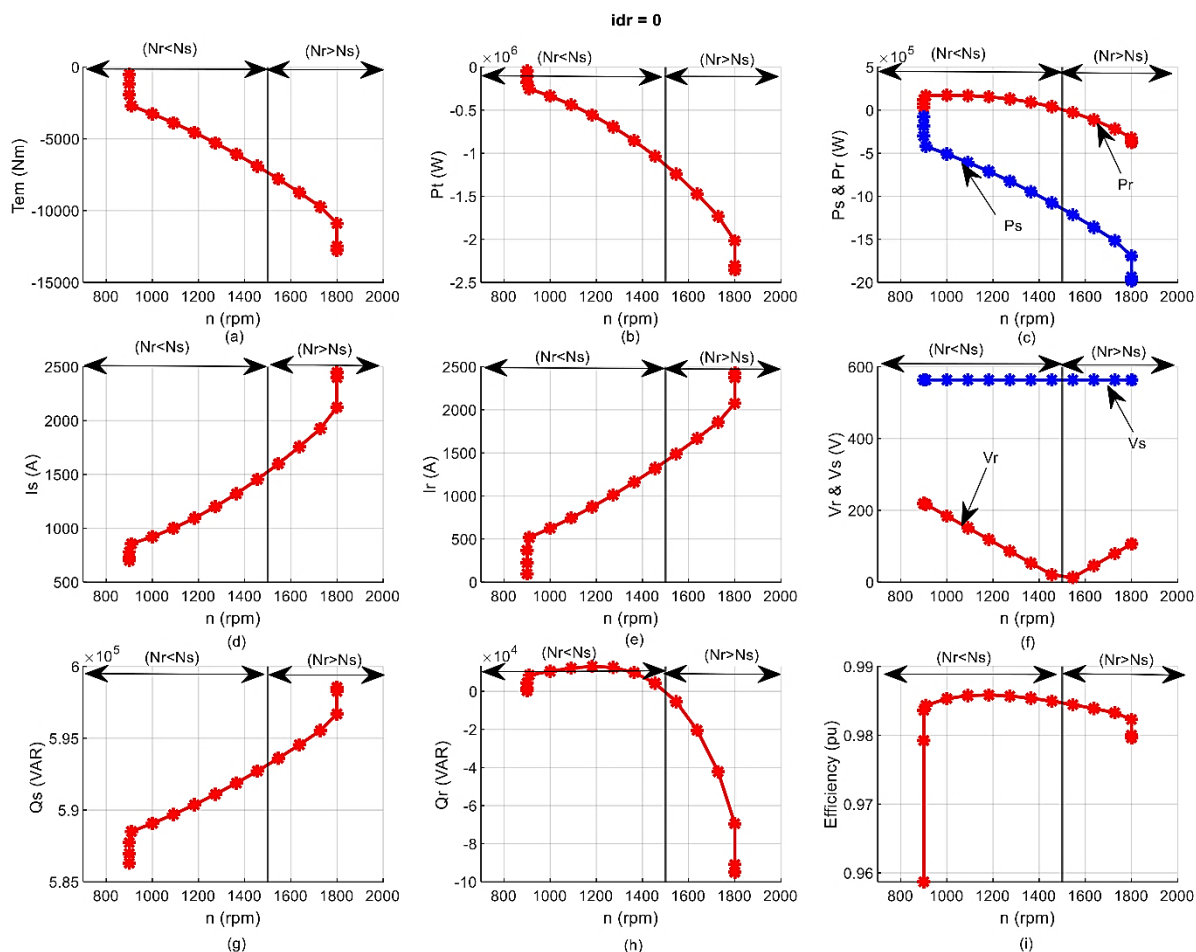 idr = 0
(Nr<Ns)
(Nr>Ns)
0
-5000
-10000
-15000
Tem (Nm)
800 1000 1200 1400 1600 1800 2000
n (rpm)
(a)
×10⁶
(Nr<Ns)
(Nr>Ns)
0
-0.5
-1
-1.5
-2
-2.5
Pt (W)
800 1000 1200 1400 1600 1800 2000
n (rpm)
(b)
×10⁵
(Nr<Ns)
(Nr>Ns)
5
0
-5
-10
-15
-20
Ps & Pr (W)
Pr
Ps
800 1000 1200 1400 1600 1800 2000
n (rpm)
(c)
(Nr<Ns)
(Nr>Ns)
2500
2000
1500
1000
500
Is (A)
800 1000 1200 1400 1600 1800 2000
n (rpm)
(d)
(Nr<Ns)
(Nr>Ns)
2500
2000
1500
1000
500
0
Ir (A)
800 1000 1200 1400 1600 1800 2000
n (rpm)
(e)
(Nr<Ns)
(Nr>Ns)
600
400
200
0
Vr & Vs (V)
Vs
Vr
800 1000 1200 1400 1600 1800 2000
n (rpm)
(f)
×10⁵
(Nr<Ns)
(Nr>Ns)
6
5.95
5.9
5.85
Qs (VAR)
800 1000 1200 1400 1600 1800 2000
n (rpm)
(g)
×10⁴
(Nr<Ns)
(Nr>Ns)
0
-2
-4
-6
-8
-10
Qr (VAR)
800 1000 1200 1400 1600 1800 2000
n (rpm)
(h)
(Nr<Ns)
(Nr>Ns)
0.99
0.98
0.97
0.96
Efficiency (pu)
800 1000 1200 1400 1600 1800 2000
n (rpm)
(i)